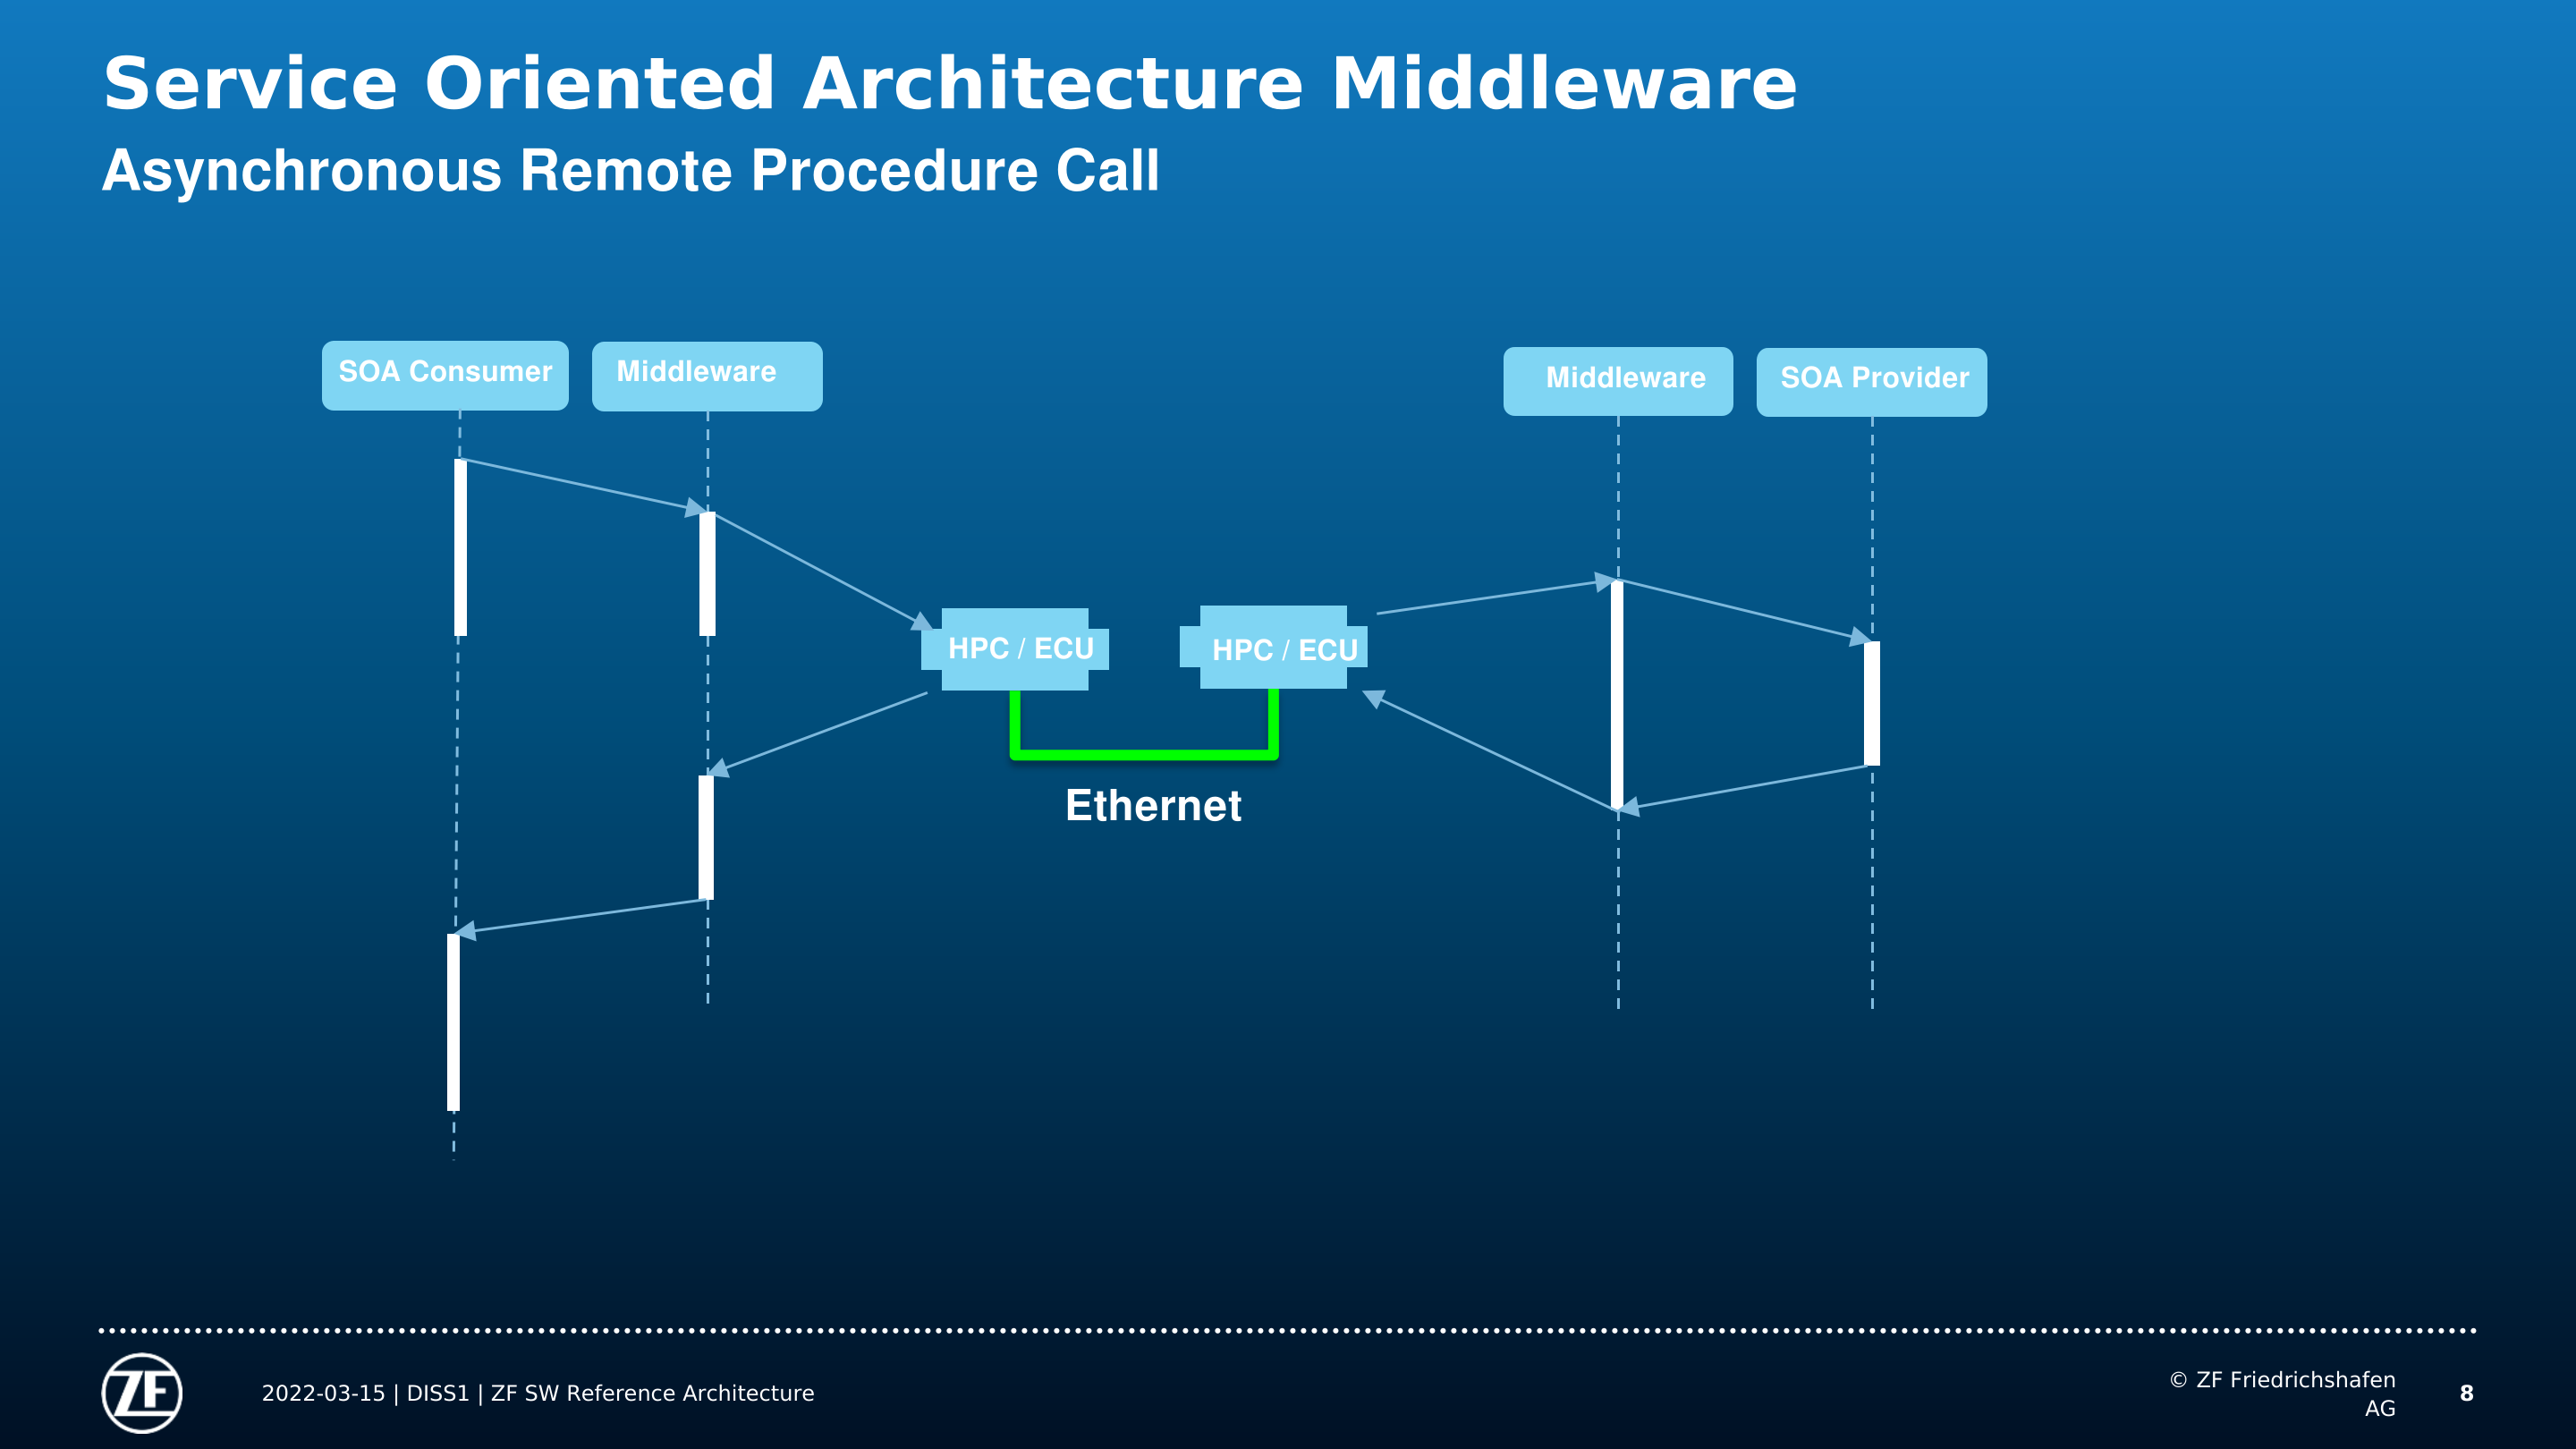 Service Oriented Architecture Middleware
Asynchronous Remote Procedure Call
SOA Consumer
Middleware
Middleware
SOA Provider
HPC / ECU
HPC / ECU
Ethernet
ZF
2022-03-15 | DISS1 | ZF SW Reference Architecture
© ZF Friedrichshafen
AG
8